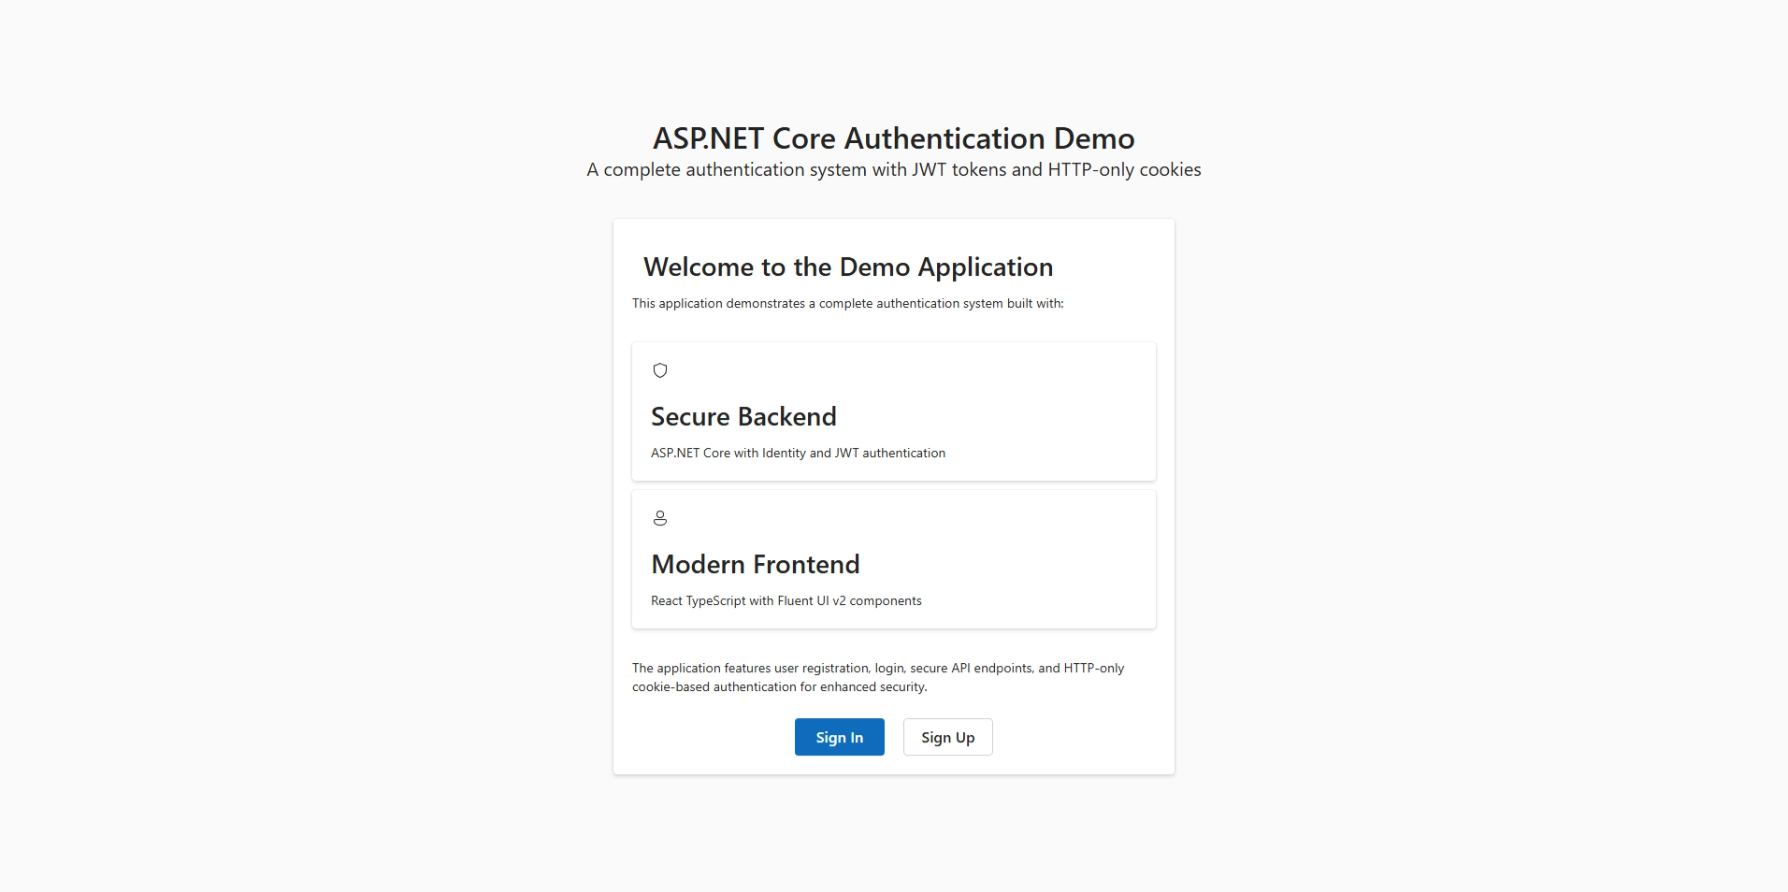 ASP.NET Core Authentication Demo
A complete authentication system with JWT tokens and HTTP-only cookies
Welcome to the Demo Application
This application demonstrates a complete authentication system built with:
Secure Backend
ASP.NET Core with Identity and JWT authentication
Modern Frontend
React TypeScript with Fluent UI v2 components
The application features user registration, login, secure API endpoints, and HTTP-only
cookie-based authentication for enhanced security.
Sign In
Sign Up